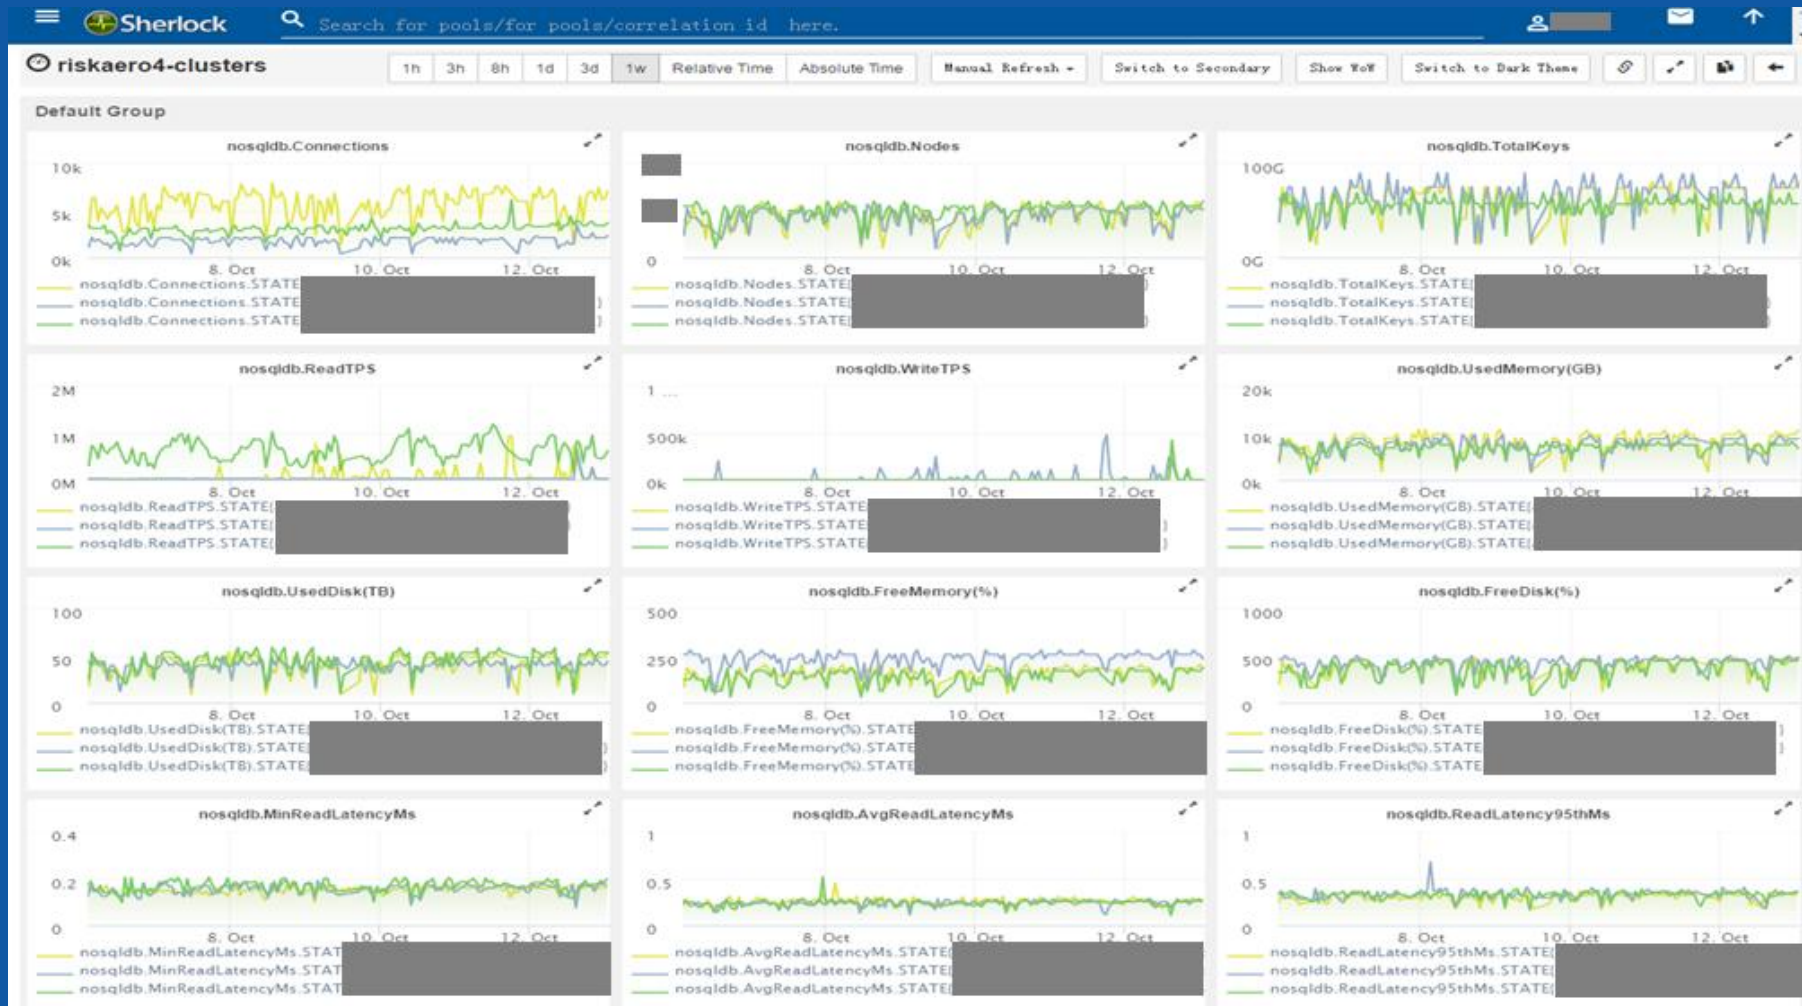 Sherlock
Search for pools/for pools/correlation id here.
riskaero4-clusters
1h 3h 8h 1d 3d 1w Relative Time Absolute Time Manual Refresh Switch to Secondary Show WoW Switch to Dark Theme
Default Group
nosqldb.Connections
10k
5k
0k
8. Oct 10. Oct 12. Oct
nosqldb.Connections.STATE
nosqldb.Connections.STATE }
nosqldb.Connections.STATE }
nosqldb.Nodes
0
8. Oct 10. Oct 12. Oct
nosqldb.Nodes.STATE{ }
nosqldb.Nodes.STATE{
nosqldb.Nodes.STATE{ }
nosqldb.TotalKeys
100G
0G
8. Oct 10. Oct 12. Oct
nosqldb.TotalKeys.STATE{
nosqldb.TotalKeys.STATE{ }
nosqldb.TotalKeys.STATE{ }
nosqldb.ReadTPS
2M
1M
0M
8. Oct 10. Oct 12. Oct
nosqldb.ReadTPS.STATE{ }
nosqldb.ReadTPS.STATE{ }
nosqldb.ReadTPS.STATE{
nosqldb.WriteTPS
1 ...
500k
0k
8. Oct 10. Oct 12. Oct
nosqldb.WriteTPS.STATE
nosqldb.WriteTPS.STATE }
nosqldb.WriteTPS.STATE }
nosqldb.UsedMemory(GB)
20k
10k
0k
8. Oct 10. Oct 12. Oct
nosqldb.UsedMemory(GB).STATE{
nosqldb.UsedMemory(GB).STATE{
nosqldb.UsedMemory(GB).STATE{
nosqldb.UsedDisk(TB)
100
50
0
8. Oct 10. Oct 12. Oct
nosqldb.UsedDisk(TB).STATE{
nosqldb.UsedDisk(TB).STATE{ }
nosqldb.UsedDisk(TB).STATE{ }
nosqldb.FreeMemory(%)
500
250
0
8. Oct 10. Oct 12. Oct
nosqldb.FreeMemory(%).STATE
nosqldb.FreeMemory(%).STATE
nosqldb.FreeMemory(%).STATE
nosqldb.FreeDisk(%)
1000
500
0
8. Oct 10. Oct 12. Oct
nosqldb.FreeDisk(%).STATE }
nosqldb.FreeDisk(%).STATE }
nosqldb.FreeDisk(%).STATE
nosqldb.MinReadLatencyMs
0.4
0.2
0
8. Oct 10. Oct 12. Oct
nosqldb.MinReadLatencyMs.STAT
nosqldb.MinReadLatencyMs.STAT
nosqldb.MinReadLatencyMs.STAT
nosqldb.AvgReadLatencyMs
1
0.5
0
8. Oct 10. Oct 12. Oct
nosqldb.AvgReadLatencyMs.STATE{
nosqldb.AvgReadLatencyMs.STATE{
nosqldb.AvgReadLatencyMs.STATE{
nosqldb.ReadLatency95thMs
1
0.5
0
8. Oct 10. Oct 12. Oct
nosqldb.ReadLatency95thMs.STATE{
nosqldb.ReadLatency95thMs.STATE{
nosqldb.ReadLatency95thMs.STATE{